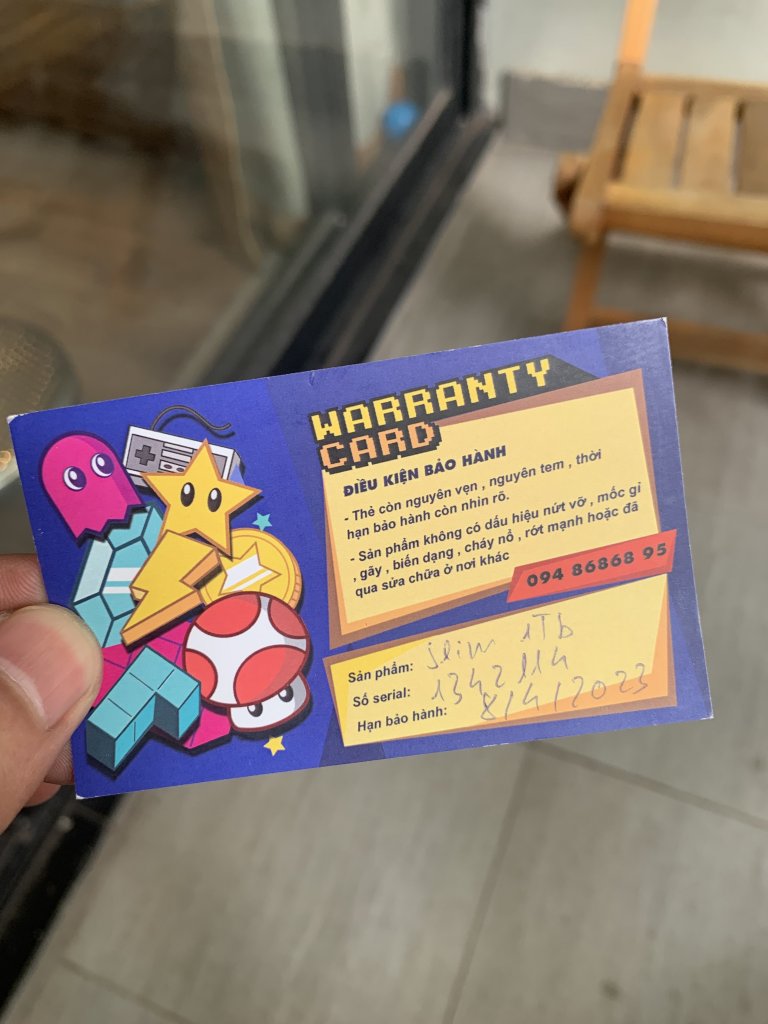 WARRANTY
CARD
ĐIỀU KIỆN BẢO HÀNH
- Thẻ còn nguyên vẹn , nguyên tem , thời
hạn bảo hành còn nhìn rõ.
- Sản phẩm không có dấu hiệu nứt vỡ , mốc gỉ
, gãy , biến dạng , cháy nổ , rớt mạnh hoặc đã
qua sửa chữa ở nơi khác
094 86868 95
Sản phẩm: slim 1Tb
Số serial: 1342114
Hạn bảo hành: 8/4/2023